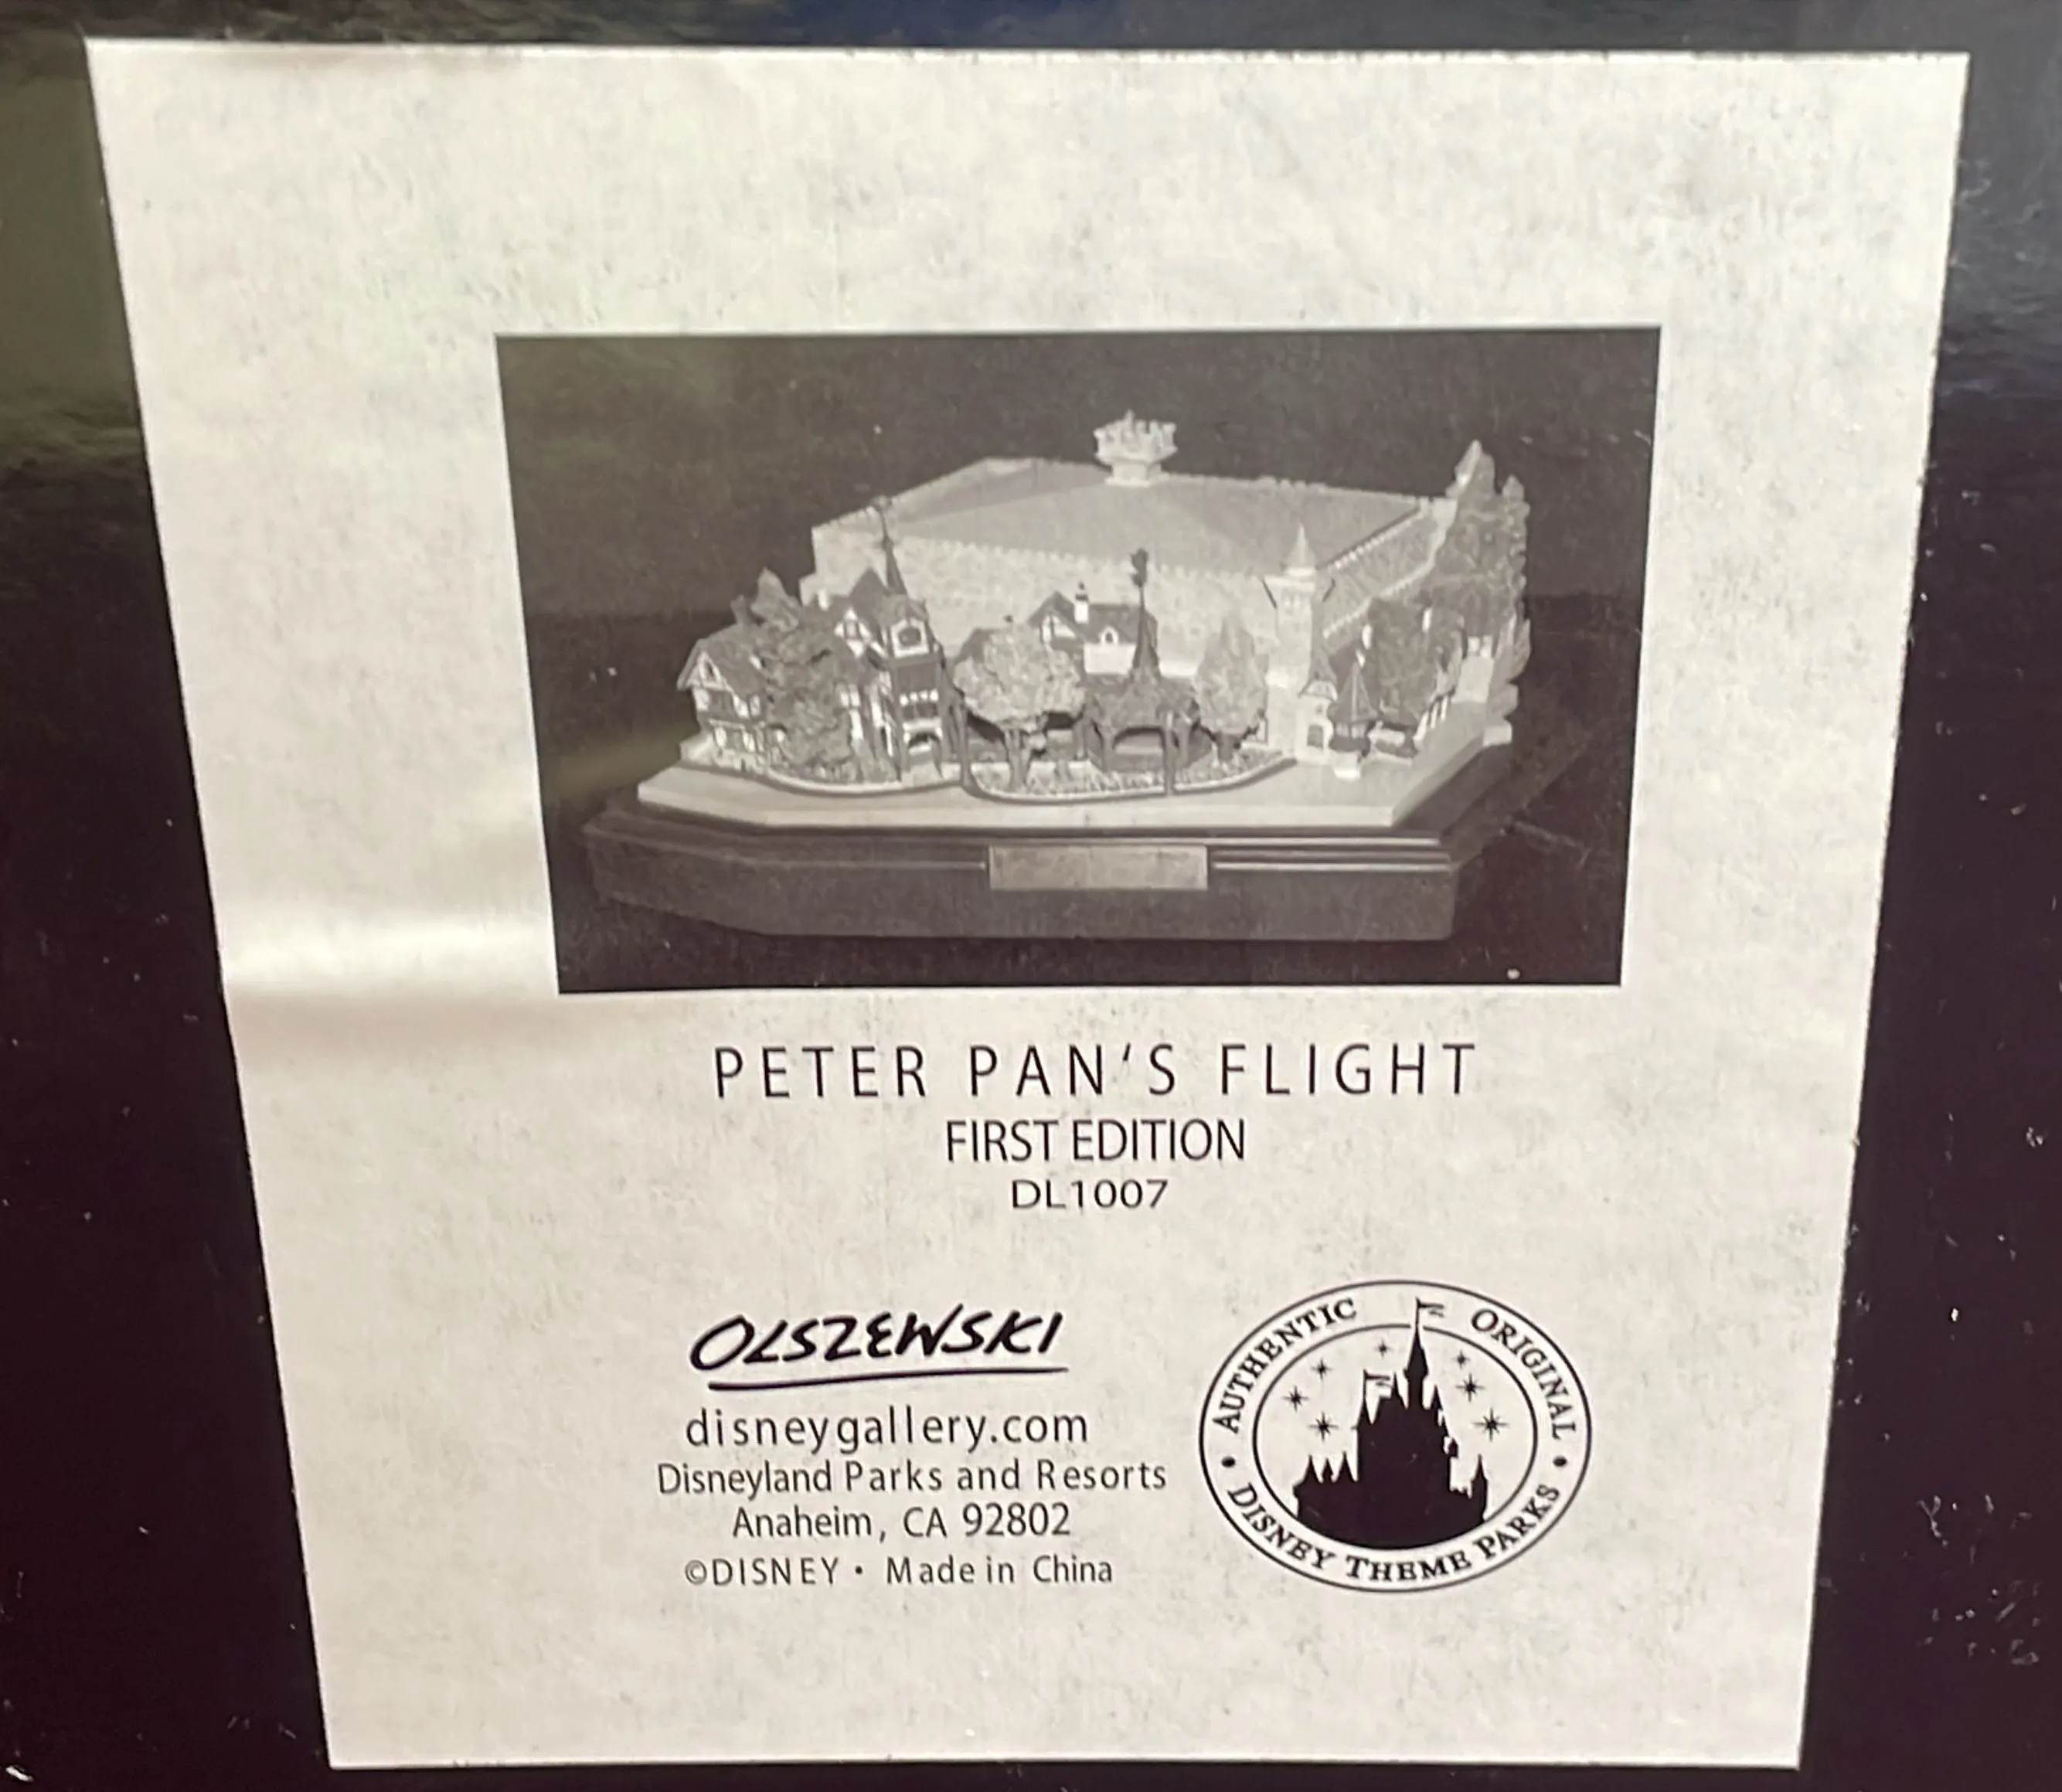 PETER PAN'S FLIGHT
FIRST EDITION
DL1007
OLSZEWSKI
disneygallery.com
Disneyland Parks and Resorts
Anaheim, CA 92802
©DISNEY • Made in China
AUTHENTIC ORIGINAL
• DISNEY THEME PARKS •